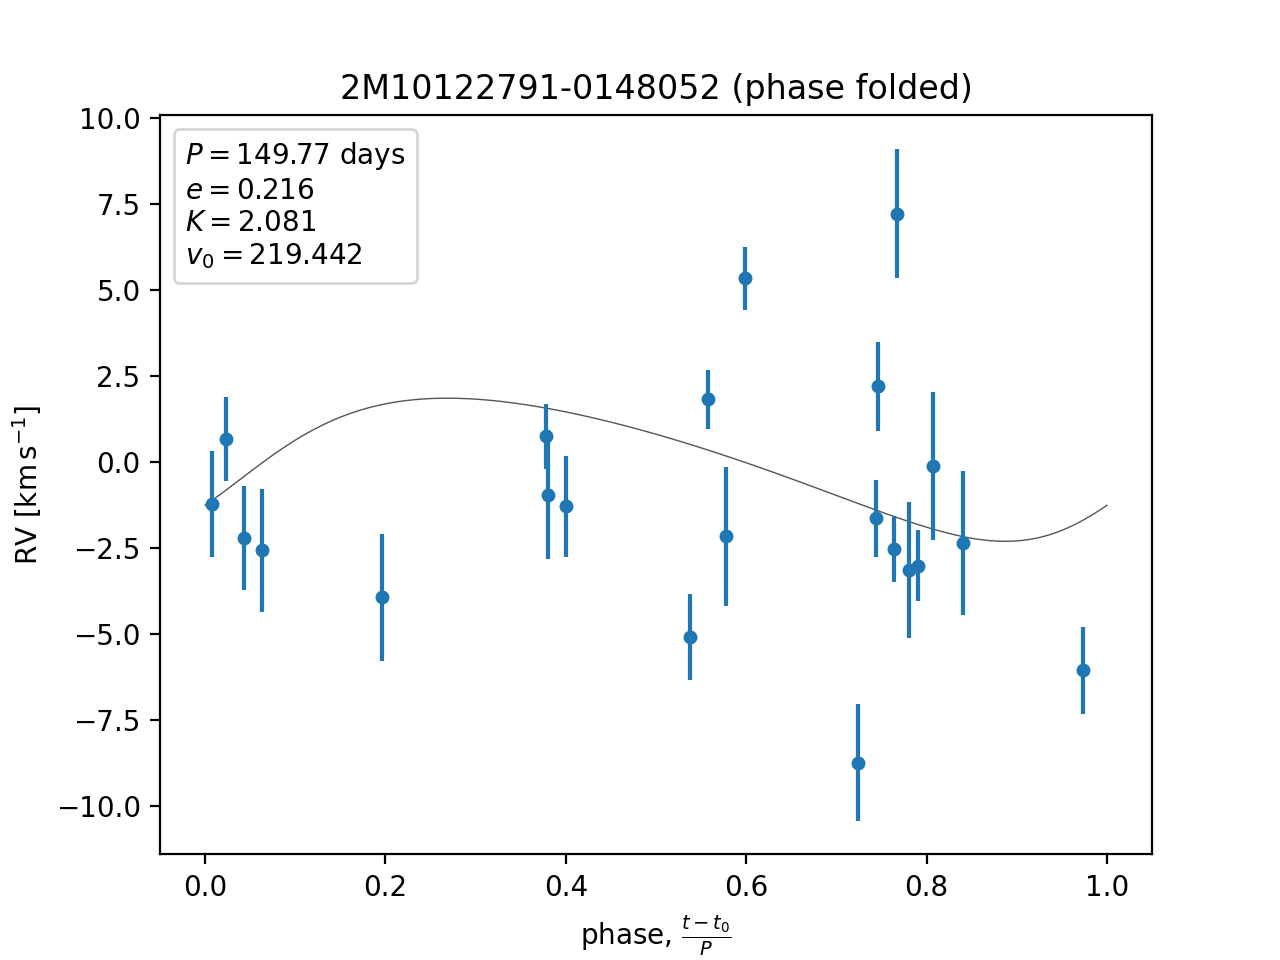 2M10122791-0148052 (phase folded)
P = 149.77 days
e = 0.216
K = 2.081
v₀ = 219.442
10.0
7.5
5.0
2.5
0.0
−2.5
−5.0
−7.5
−10.0
RV [km s⁻¹]
0.0 0.2 0.4 0.6 0.8 1.0
phase, (t − t₀)/P